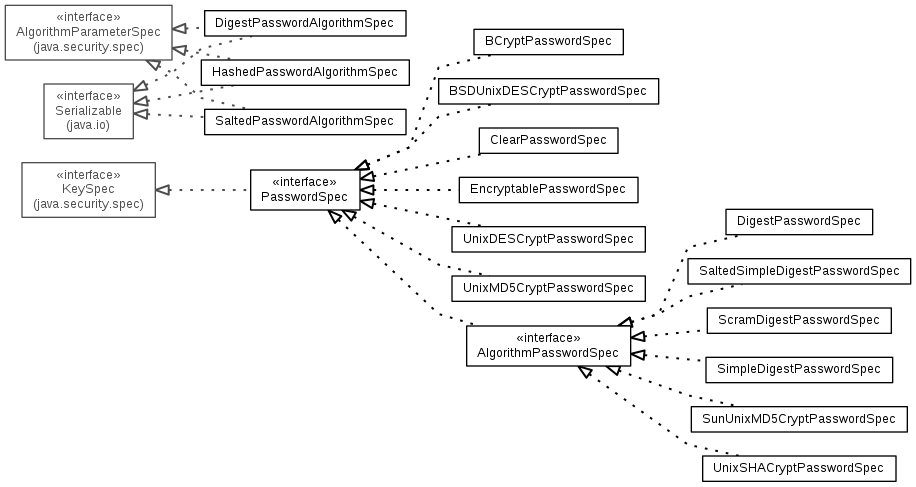 «interface»
AlgorithmParameterSpec
(java.security.spec)
DigestPasswordAlgorithmSpec
HashedPasswordAlgorithmSpec
SaltedPasswordAlgorithmSpec
«interface»
Serializable
(java.io)
«interface»
KeySpec
(java.security.spec)
«interface»
PasswordSpec
BCryptPasswordSpec
BSDUnixDESCryptPasswordSpec
ClearPasswordSpec
EncryptablePasswordSpec
UnixDESCryptPasswordSpec
UnixMD5CryptPasswordSpec
«interface»
AlgorithmPasswordSpec
DigestPasswordSpec
SaltedSimpleDigestPasswordSpec
ScramDigestPasswordSpec
SimpleDigestPasswordSpec
SunUnixMD5CryptPasswordSpec
UnixSHACryptPasswordSpec